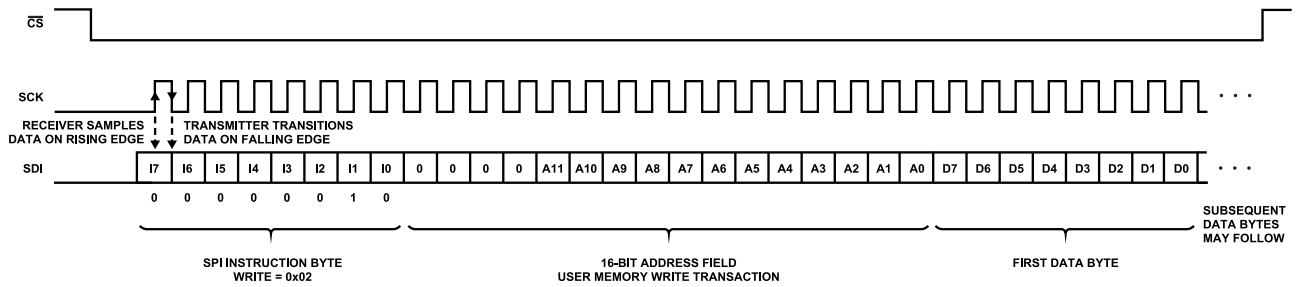 CS
SCK
RECEIVER SAMPLES
DATA ON RISING EDGE
TRANSMITTER TRANSITIONS
DATA ON FALLING EDGE
SDI
I7 I6 I5 I4 I3 I2 I1 I0 0 0 0 0 A11 A10 A9 A8 A7 A6 A5 A4 A3 A2 A1 A0 D7 D6 D5 D4 D3 D2 D1 D0
0 0 0 0 0 0 1 0
SUBSEQUENT
DATA BYTES
MAY FOLLOW
SPI INSTRUCTION BYTE
WRITE = 0x02
16-BIT ADDRESS FIELD
USER MEMORY WRITE TRANSACTION
FIRST DATA BYTE